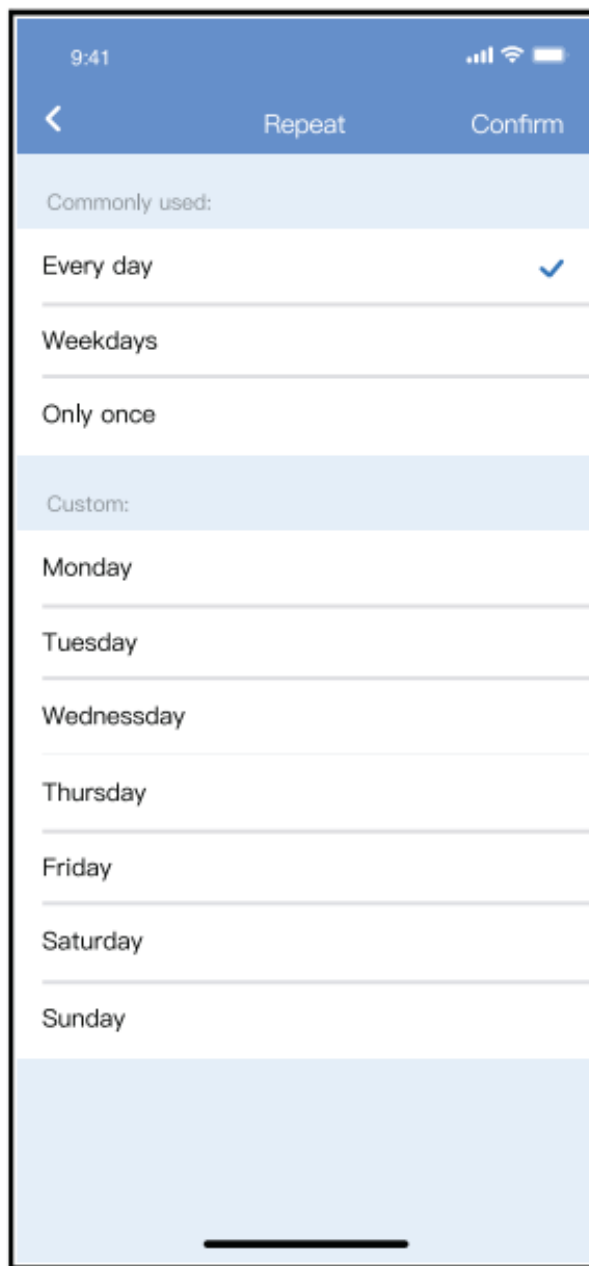 9:41
Repeat Confirm
Commonly used:
Every day
Weekdays
Only once
Custom:
Monday
Tuesday
Wednessday
Thursday
Friday
Saturday
Sunday